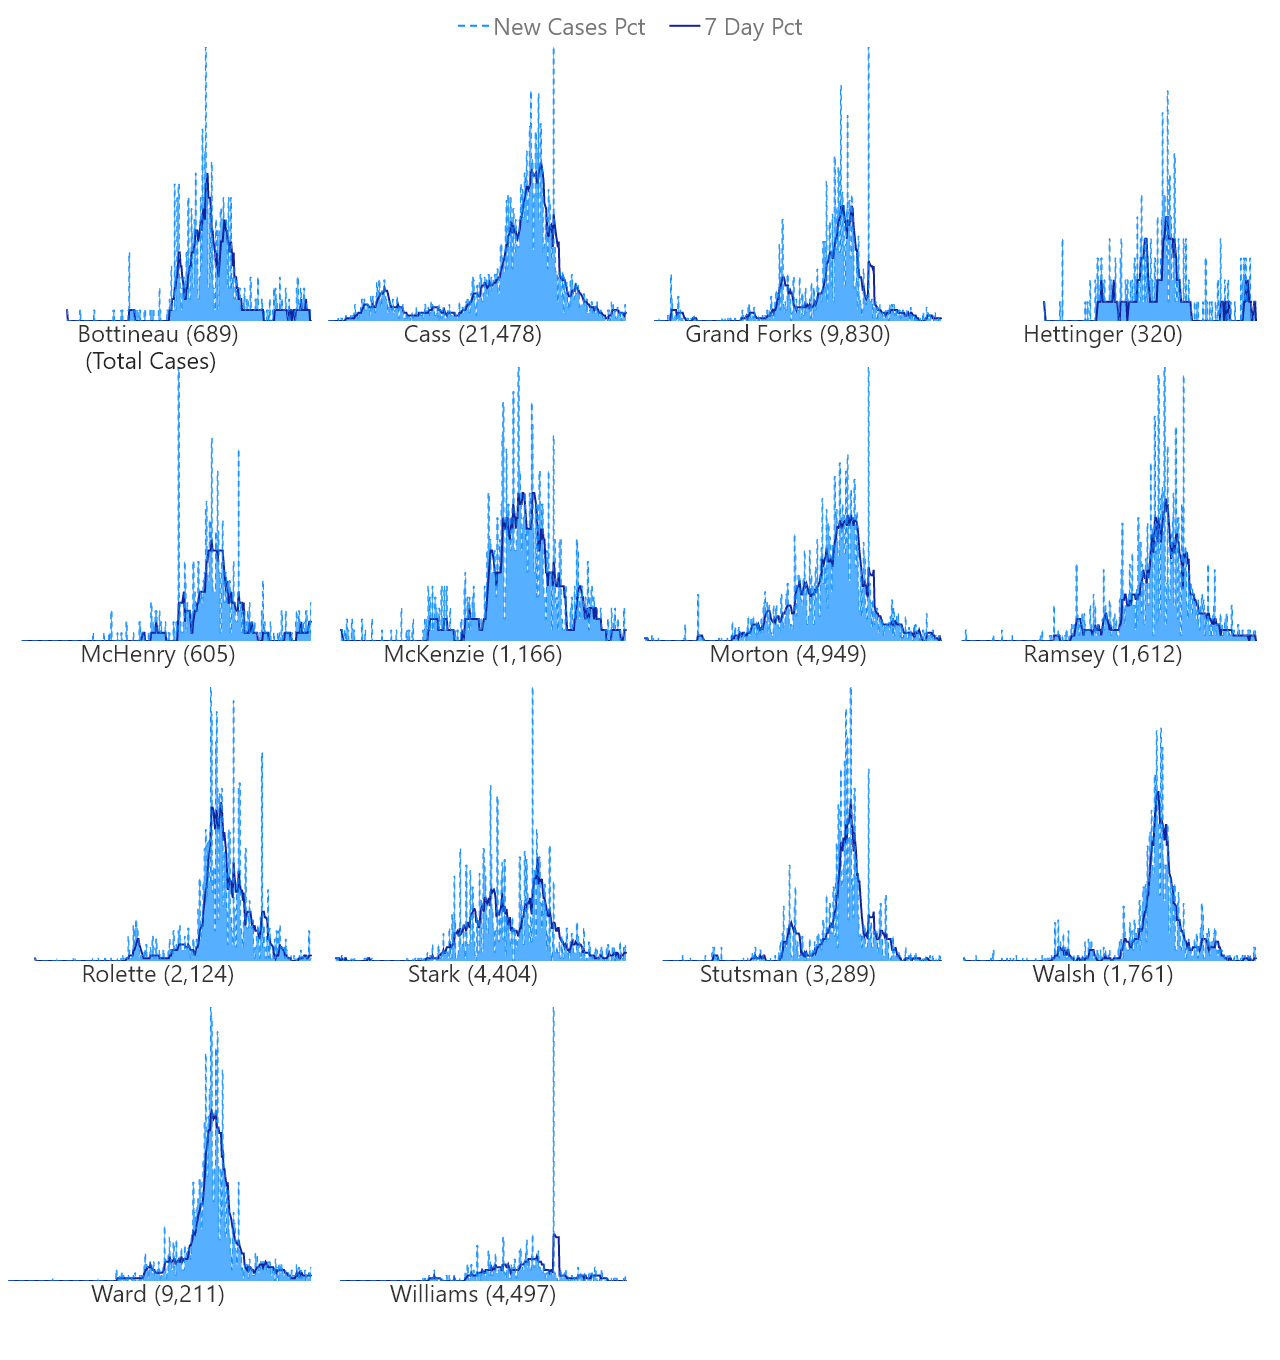 New Cases Pct 7 Day Pct
Bottineau (689) Cass (21,478) Grand Forks (9,830) Hettinger (320)
(Total Cases)
McHenry (605) McKenzie (1,166) Morton (4,949) Ramsey (1,612)
Rolette (2,124) Stark (4,404) Stutsman (3,289) Walsh (1,761)
Ward (9,211) Williams (4,497)